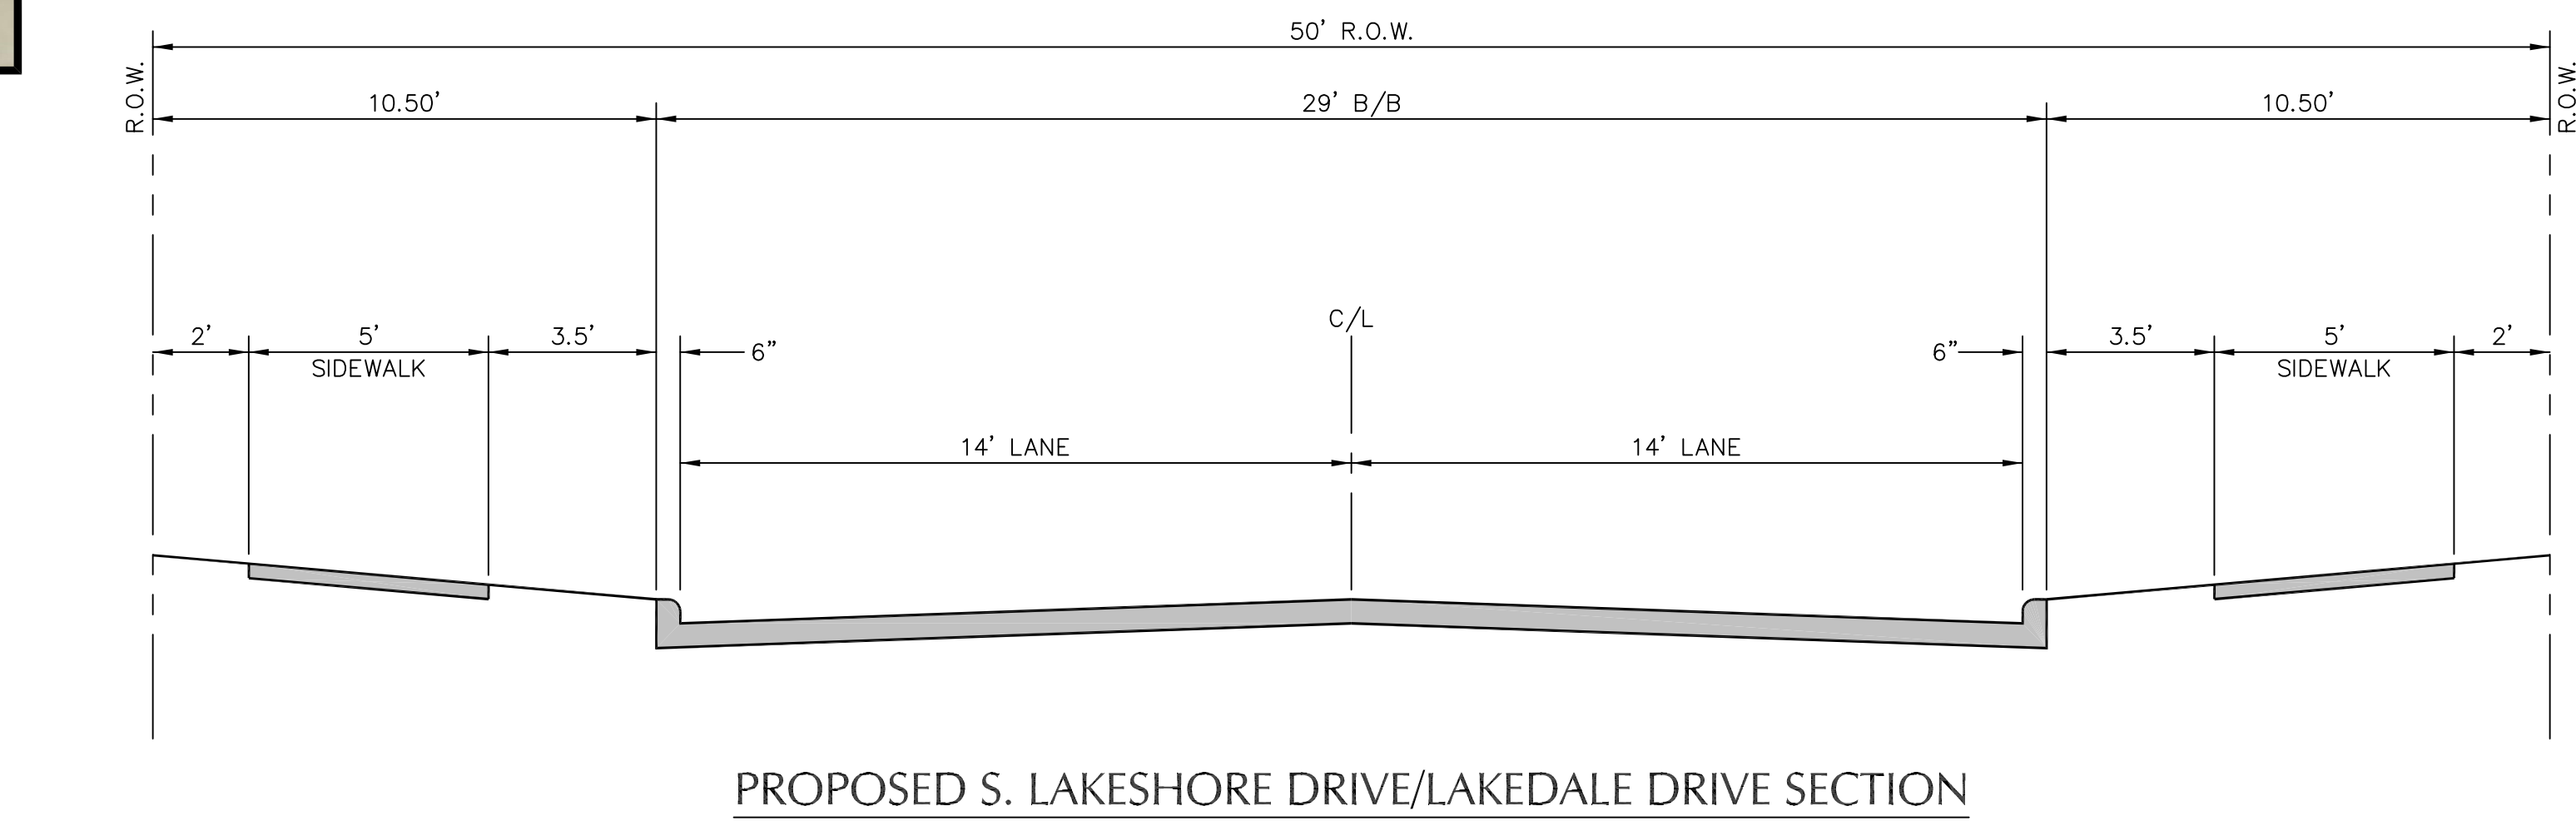 50' R.O.W.
R.O.W.
10.50'
29' B/B
10.50'
R.O.W.
C/L
2'
5'
3.5'
6”
6”
3.5'
5'
2'
SIDEWALK
SIDEWALK
14' LANE
14' LANE
PROPOSED S. LAKESHORE DRIVE/LAKEDALE DRIVE SECTION